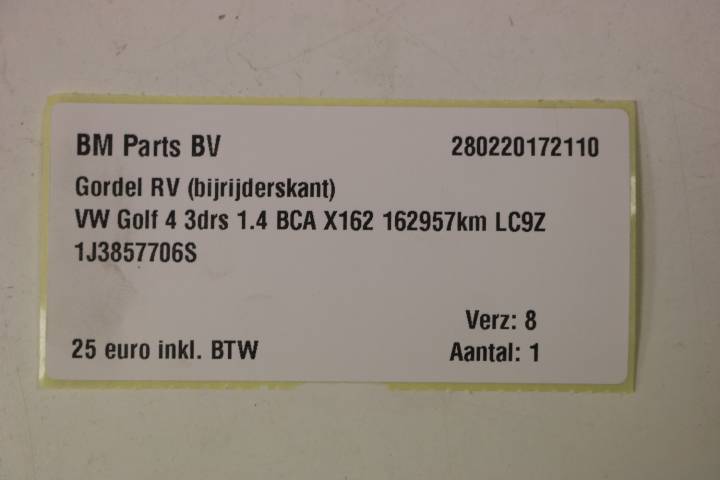 BM Parts BV 280220172110
Gordel RV (bijrijderskant)
VW Golf 4 3drs 1.4 BCA X162 162957km LC9Z
1J3857706S
Verz: 8
25 euro inkl. BTW Aantal: 1